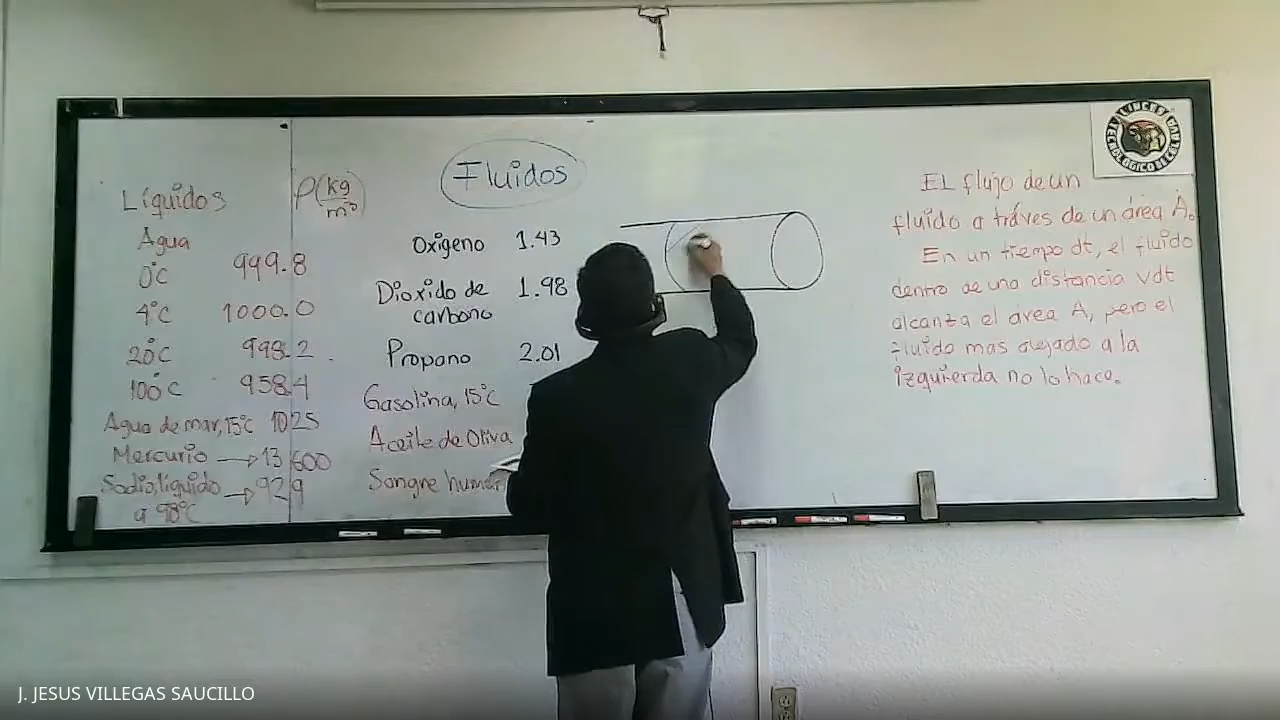 Fluidos
Líquidos ρ(kg/m³)
Agua
0°C 999.8
4°C 1000.0
20°C 998.2
100°C 958.4
Agua de mar, 15°C 1025
Mercurio → 13600
Sodio, líquido → 929
a 98°C
Oxígeno 1.43
Dioxido de 1.98
carbono
Propano 2.01
Gasolina, 15°C
Aceite de Oliva
Sangre
EL flujo de un
fluido a tráves de un área A.
En un tiempo dt, el fluido
dentro de una distancia vdt
alcanza el área A, pero el
fluido mas alejado a la
izquierda no lo hace.
J. JESUS VILLEGAS SAUCILLO